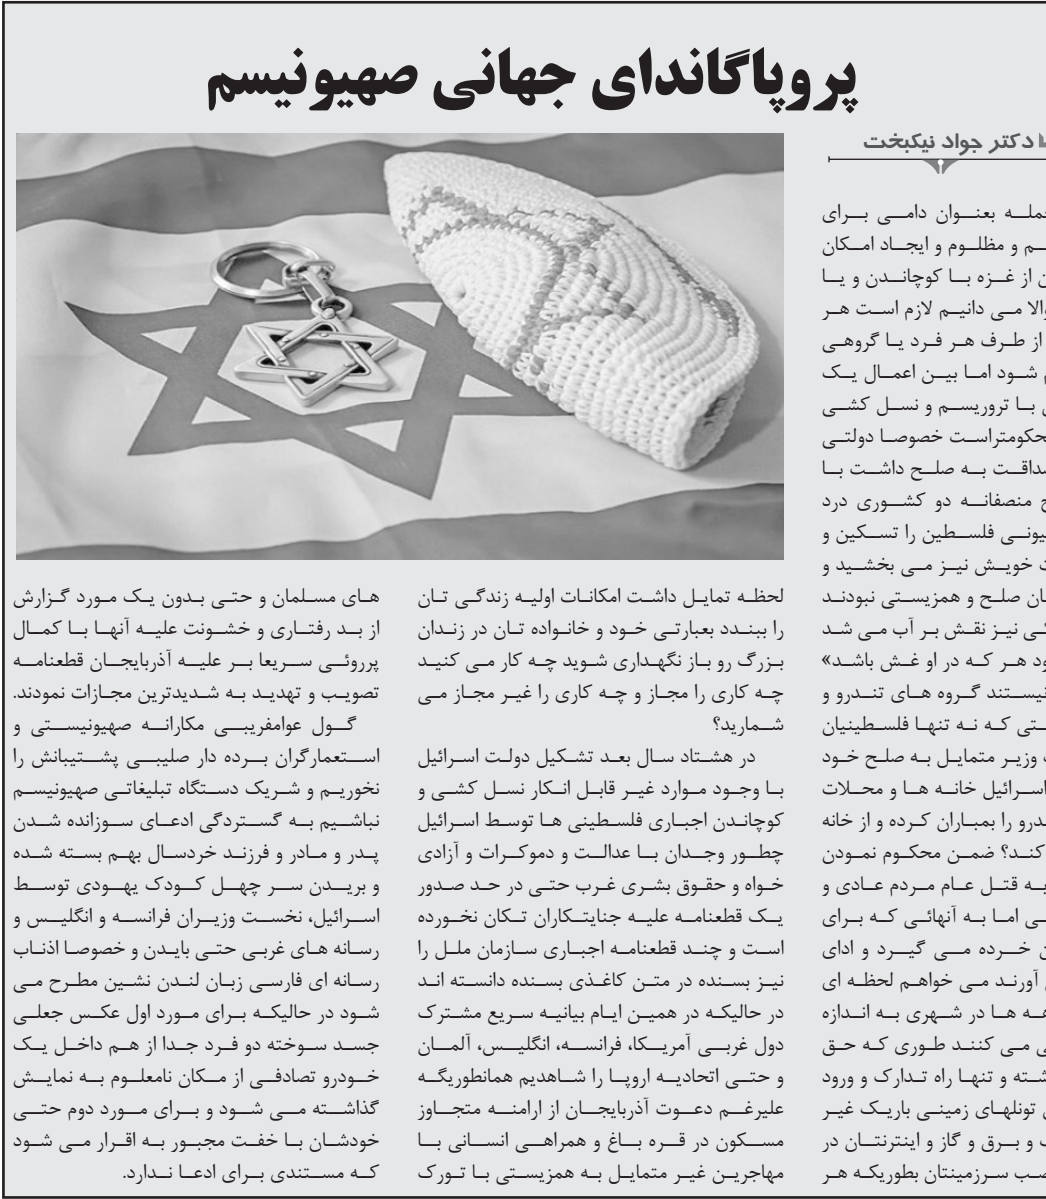 پروپاگاندای جهانی صهیونیسم
دکتر جواد نیکبخت
بعنوان دامی برای
و مظلوم و ایجاد امکان
از غزه با کوچاندن و یا
می دانیم لازم است هر
از طرف هر فرد یا گروهی
شود اما بین اعمال یک
با تروریسم و نسل کشی
محکومتراست خصوصا دولتی
صداقت به صلح داشت با
منصفانه دو کشوری درد
فلسطین را تسکین و
خویش نیز می بخشید و
صلح و همزیستی نبودند
نیز نقش بر آب می شد
هر که در او غش باشد»
گروه های تندرو و
که نه تنها فلسطینیان
وزیر متمایل به صلح خود
اسرائیل خانه ها و محلات
را بمباران کرده و از خانه
کند؟ ضمن محکوم نمودن
به قتل عام مردم عادی و
اما به آنهائی که برای
خرده می گیرد و ادای
آورند می خواهم لحظه ای
ها در شهری به اندازه
می کنند طوری که حق
و تنها راه تدارک و ورود
تونلهای زمینی باریک غیر
و برق و گاز و اینترنتان در
سرزمینتان بطوریکه هر
لحظه تمایل داشت امکانات اولیه زندگی تان
را ببندد بعبارتی خود و خانواده تان در زندان
بزرگ رو باز نگهداری شوید چه کار می کنید
چه کاری را مجاز و چه کاری را غیر مجاز می
شمارید؟
در هشتاد سال بعد تشکیل دولت اسرائیل
با وجود موارد غیر قابل انکار نسل کشی و
کوچاندن اجباری فلسطینی ها توسط اسرائیل
چطور وجدان با عدالت و دموکرات و آزادی
خواه و حقوق بشری غرب حتی در حد صدور
یک قطعنامه علیه جنایتکاران تکان نخورده
است و چند قطعنامه اجباری سازمان ملل را
نیز بسنده در متن کاغذی بسنده دانسته اند
در حالیکه در همین ایام بیانیه سریع مشترک
دول غربی آمریکا، فرانسه، انگلیس، آلمان
و حتی اتحادیه اروپا را شاهدیم همانطوریگه
علیرغم دعوت آذربایجان از ارامنه متجاوز
مسکون در قره باغ و همراهی انسانی با
مهاجرین غیر متمایل به همزیستی با تورک
های مسلمان و حتی بدون یک مورد گزارش
از بد رفتاری و خشونت علیه آنها با کمال
پرروئی سریعا بر علیه آذربایجان قطعنامه
تصویب و تهدید به شدیدترین مجازات نمودند.
گول عوامفریبی مکارانه صهیونیستی و
استعمارگران برده دار صلیبی پشتیبانش را
نخوریم و شریک دستگاه تبلیغاتی صهیونیسم
نباشیم به گستردگی ادعای سوزانده شدن
پدر و مادر و فرزند خردسال بهم بسته شده
و بریدن سر چهل کودک یهودی توسط
اسرائیل، نخست وزیران فرانسه و انگلیس و
رسانه های غربی حتی بایدن و خصوصا اذناب
رسانه ای فارسی زبان لندن نشین مطرح می
شود در حالیکه برای مورد اول عکس جعلی
جسد سوخته دو فرد جدا از هم داخل یک
خودرو تصادفی از مکان نامعلوم به نمایش
گذاشته می شود و برای مورد دوم حتی
خودشان با خفت مجبور به اقرار می شود
که مستندی برای ادعا ندارد.